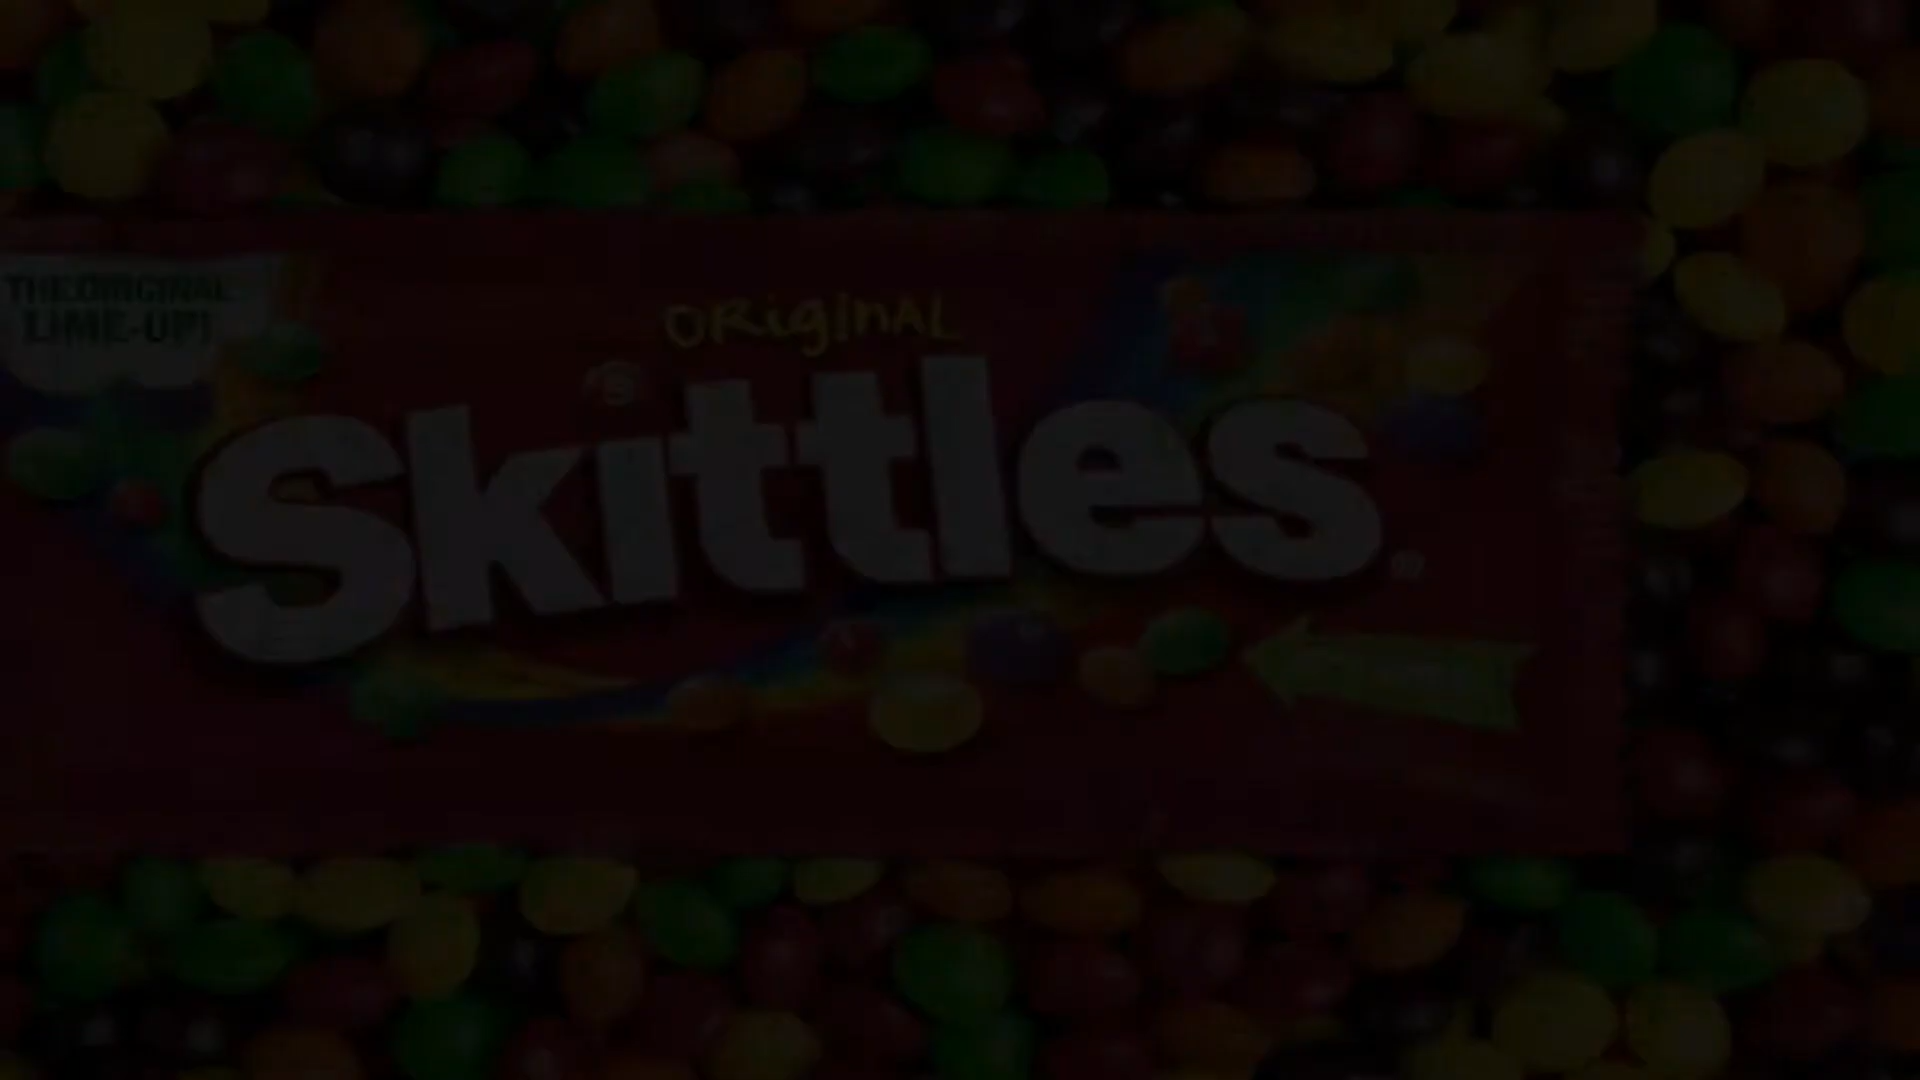 THE ORIGINAL
LIME-UP!
ORiGiNAL
S
Skittles